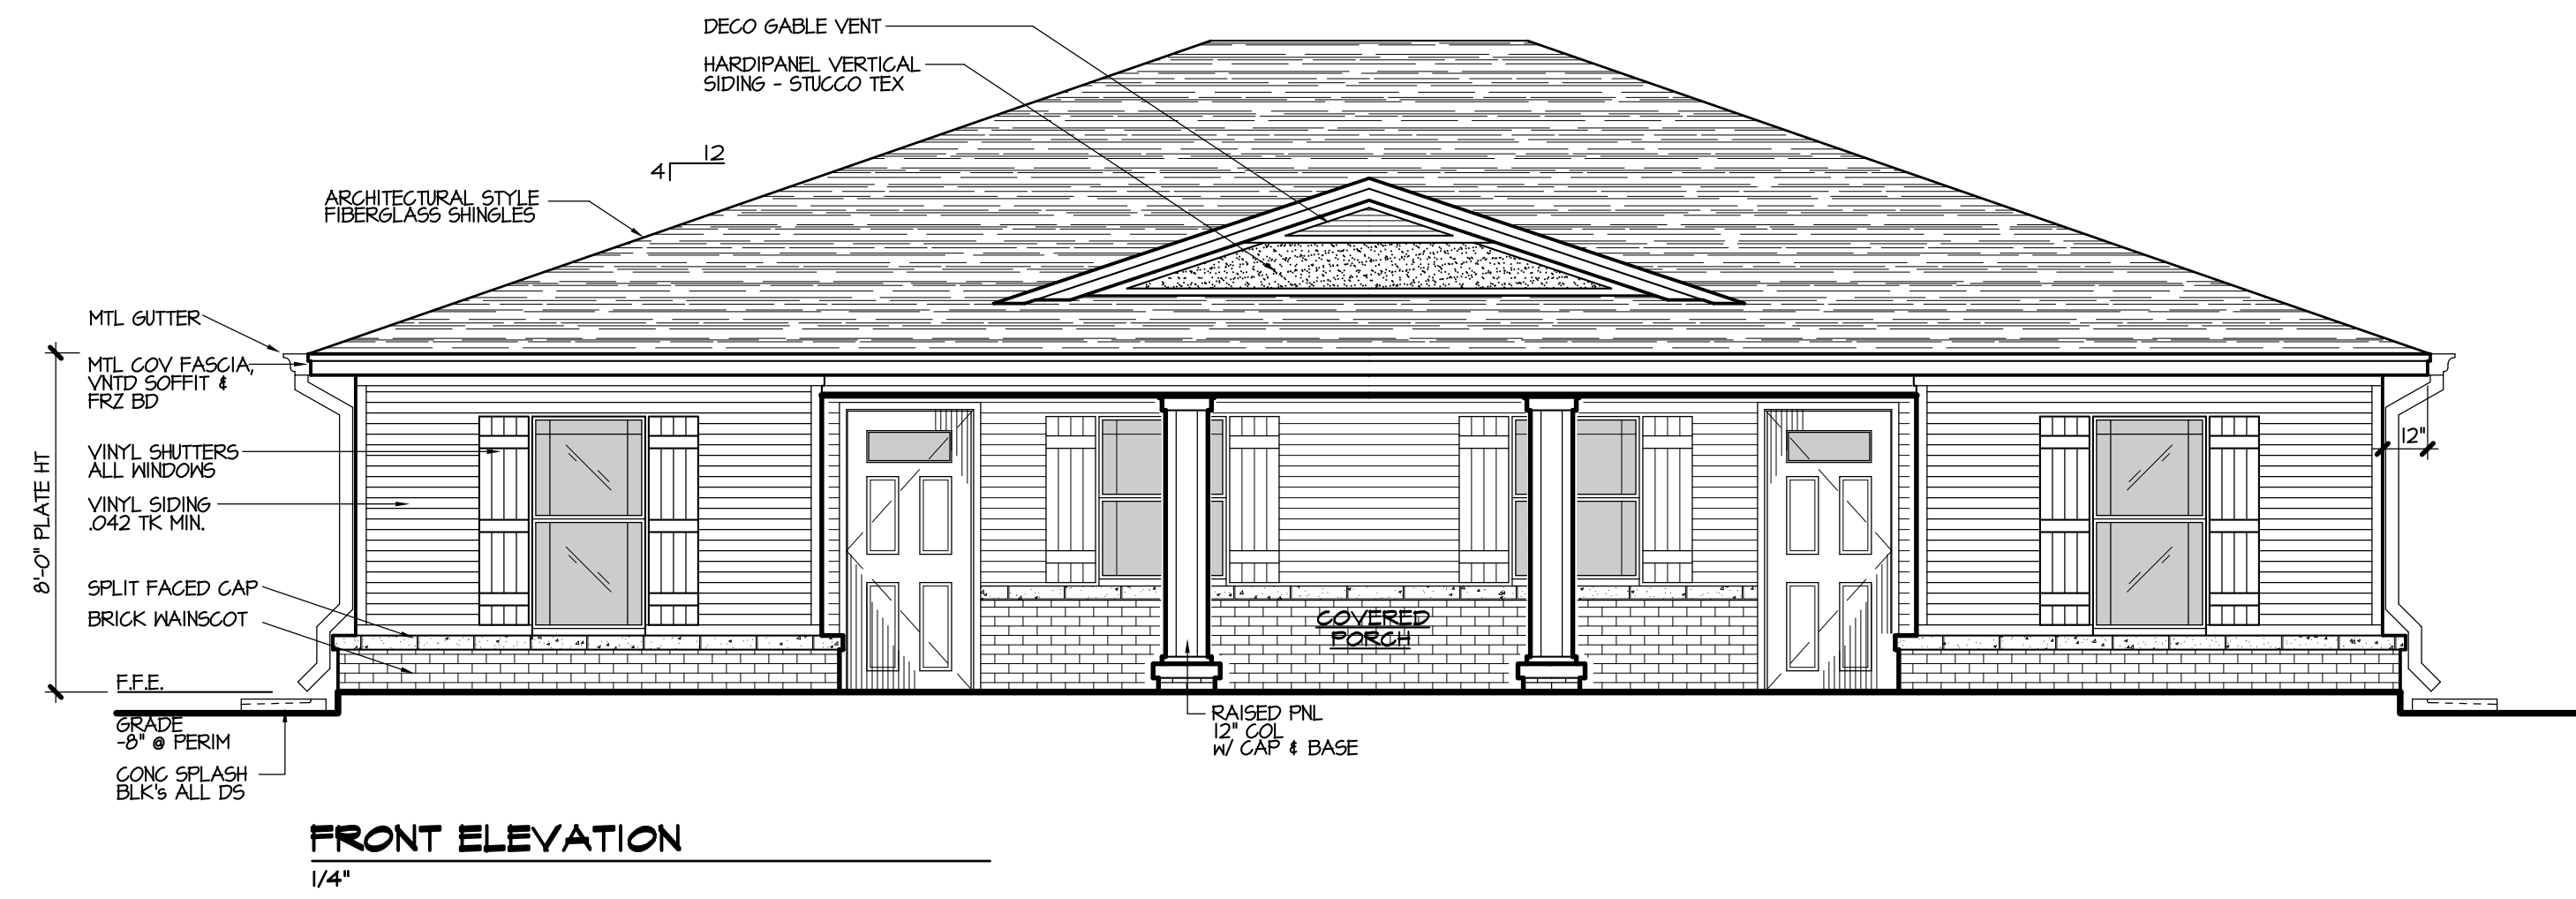 DECO GABLE VENT
HARDIPANEL VERTICAL
SIDING - STUCCO TEX
12
4
ARCHITECTURAL STYLE
FIBERGLASS SHINGLES
MTL GUTTER
MTL COV FASCIA,
VNTD SOFFIT &
FRZ BD
VINYL SHUTTERS
ALL WINDOWS
VINYL SIDING
.042 TK MIN.
8'-0" PLATE HT
12"
SPLIT FACED CAP
BRICK WAINSCOT
COVERED
PORCH
F.F.E.
GRADE
-8" @ PERIM
CONC SPLASH
BLK's ALL DS
RAISED PNL
12" COL
W/ CAP & BASE
FRONT ELEVATION
1/4"